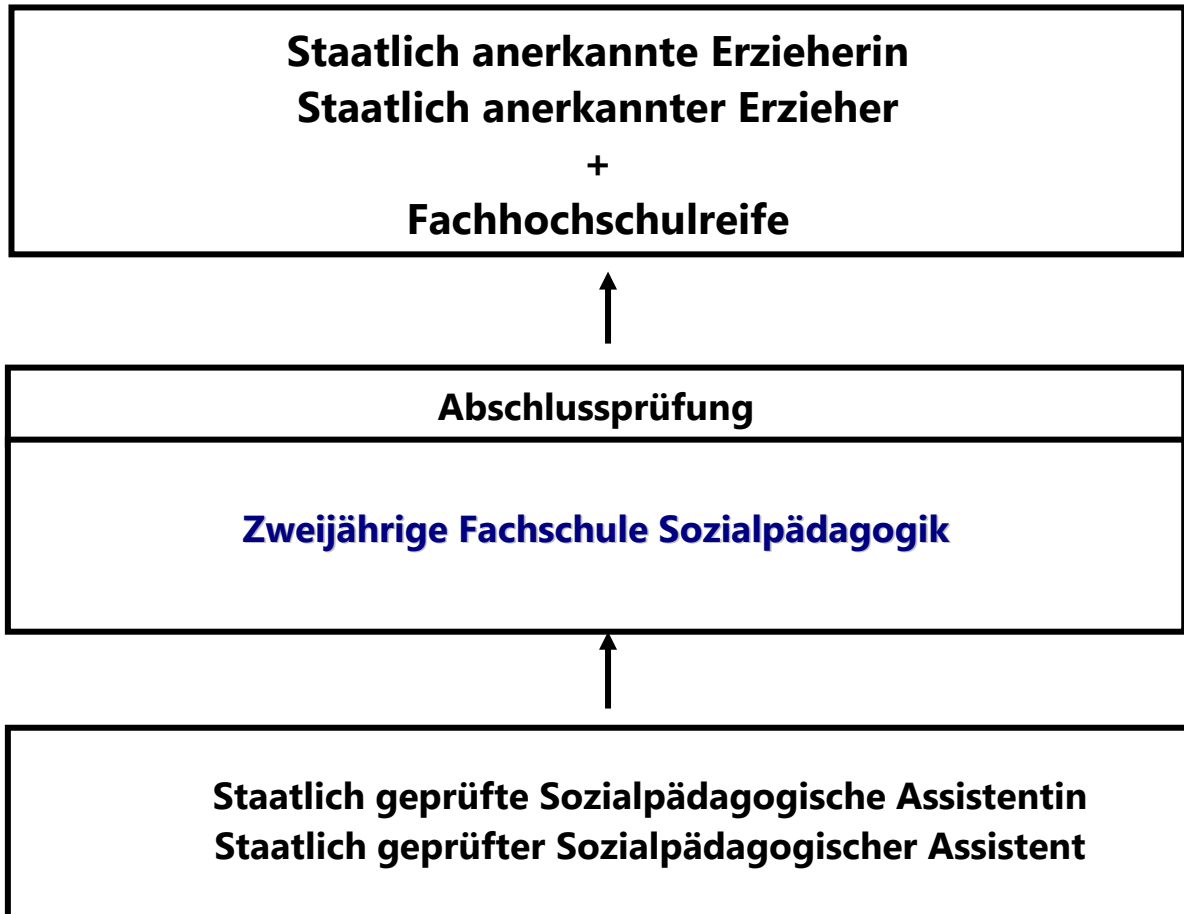 Staatlich anerkannte Erzieherin
Staatlich anerkannter Erzieher
+
Fachhochschulreife
Abschlussprüfung
Zweijährige Fachschule Sozialpädagogik
Staatlich geprüfte Sozialpädagogische Assistentin
Staatlich geprüfter Sozialpädagogischer Assistent